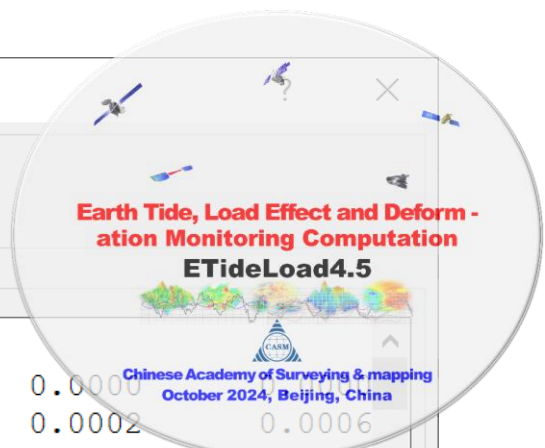 ?
Earth Tide, Load Effect and Deform -
ation Monitoring Computation
ETideLoad4.5
CASM
Chinese Academy of Surveying & mapping
October 2024, Beijing, China
0.0000
0.0002 0.0006